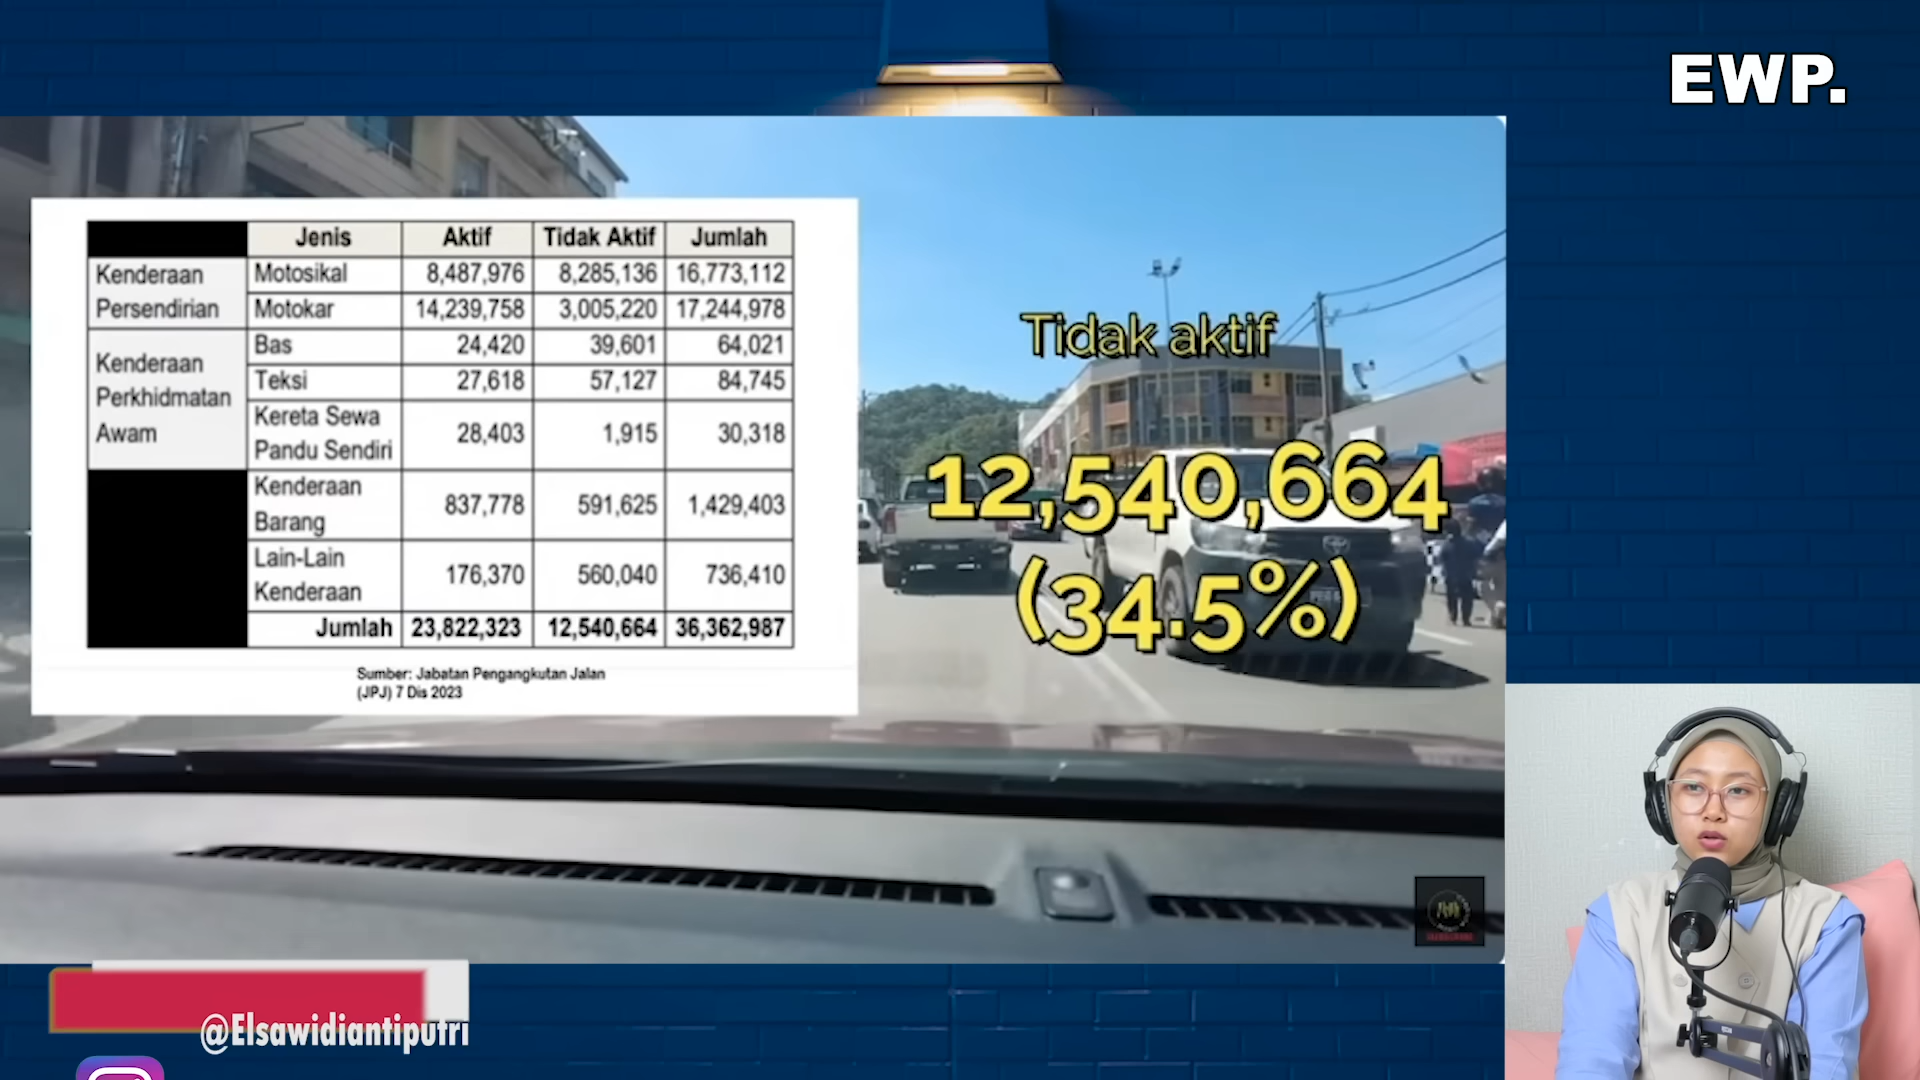 EWP.
Jenis Aktif Tidak Aktif Jumlah
Kenderaan Persendirian
Motosikal 8,487,976 8,285,136 16,773,112
Motokar 14,239,758 3,005,220 17,244,978
Kenderaan Perkhidmatan Awam
Bas 24,420 39,601 64,021
Teksi 27,618 57,127 84,745
Kereta Sewa Pandu Sendiri 28,403 1,915 30,318
Kenderaan Barang 837,778 591,625 1,429,403
Lain-Lain Kenderaan 176,370 560,040 736,410
Jumlah 23,822,323 12,540,664 36,362,987
Sumber: Jabatan Pengangkutan Jalan
(JPJ) 7 Dis 2023
Tidak aktif
12,540,664
(34.5%)
@Elsawidiantiputri